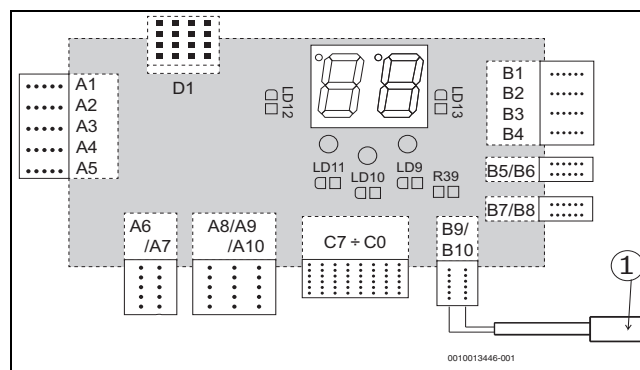 D1
A1
A2
A3
A4
A5
LD12
LD13
B1
B2
B3
B4
LD11
LD10
LD9
R39
B5/B6
B7/B8
A6
/A7
A8/A9
/A10
C7 ÷ C0
B9/
B10
1
0010013446-001